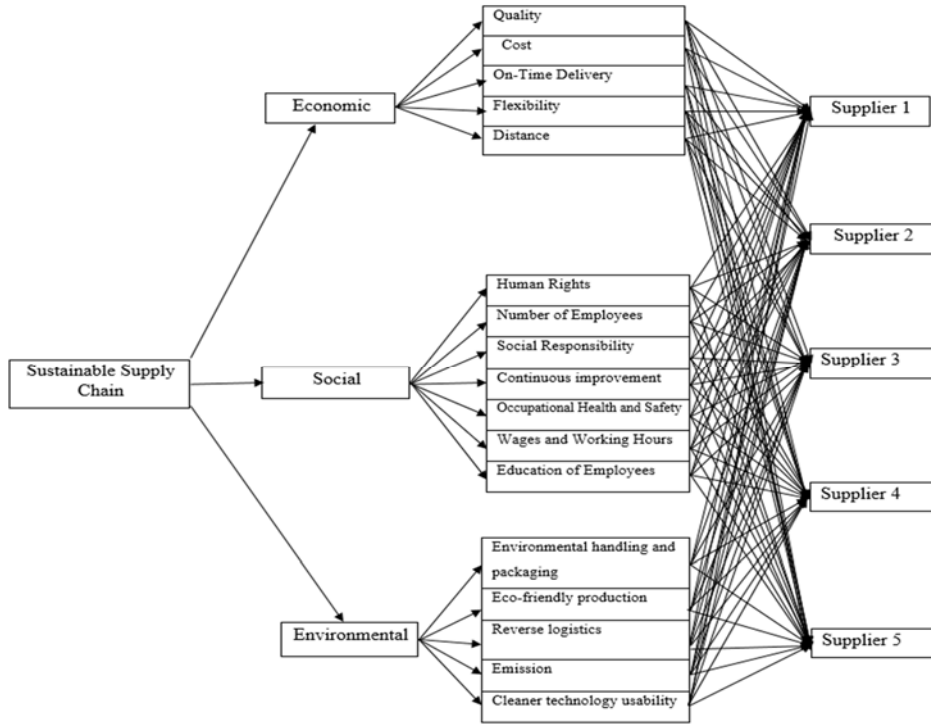 Sustainable Supply
Chain
Economic
Social
Environmental
Quality
Cost
On-Time Delivery
Flexibility
Distance
Human Rights
Number of Employees
Social Responsibility
Continuous improvement
Occupational Health and Safety
Wages and Working Hours
Education of Employees
Environmental handling and
packaging
Eco-friendly production
Reverse logistics
Emission
Cleaner technology usability
Supplier 1
Supplier 2
Supplier 3
Supplier 4
Supplier 5